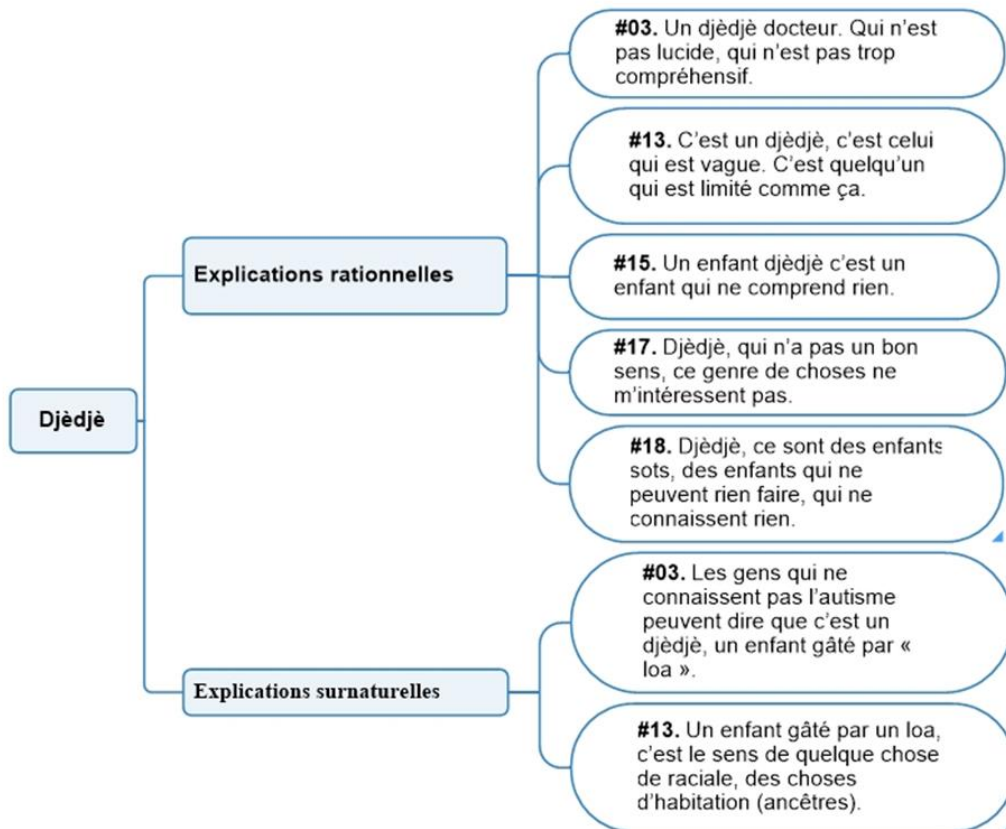 #03. Un djèdjè docteur. Qui n'est
pas lucide, qui n'est pas trop
compréhensif.
#13. C'est un djèdjè, c'est celui
qui est vague. C'est quelqu'un
qui est limité comme ça.
Explications rationnelles
#15. Un enfant djèdjè c'est un
enfant qui ne comprend rien.
#17. Djèdjè, qui n'a pas un bon
sens, ce genre de choses ne
m'intéressent pas.
Djèdjè
#18. Djèdjè, ce sont des enfants
sots, des enfants qui ne
peuvent rien faire, qui ne
connaissent rien.
#03. Les gens qui ne
connaissent pas l'autisme
peuvent dire que c'est un
djèdjè, un enfant gâté par «
loa ».
Explications surnaturelles
#13. Un enfant gâté par un loa,
c'est le sens de quelque chose
de raciale, des choses
d'habitation (ancêtres).